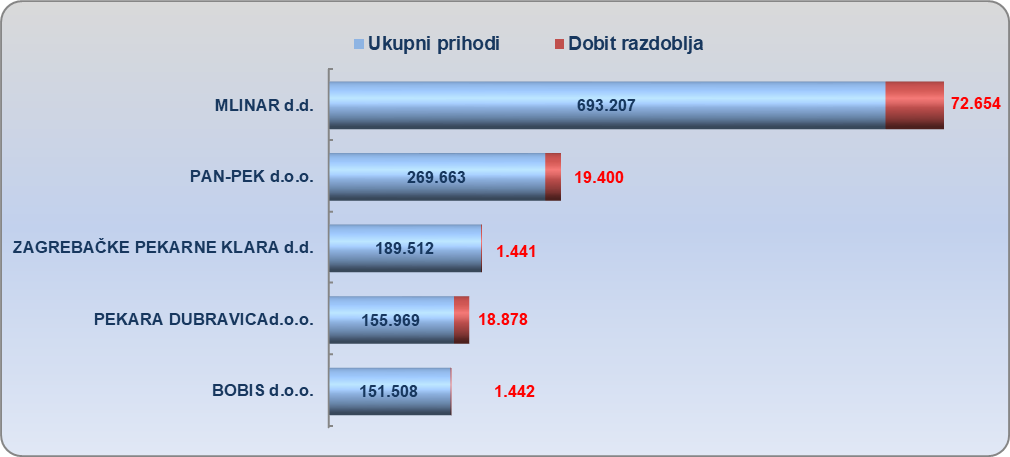 Ukupni prihodi Dobit razdoblja
MLINAR d.d. 693.207 72.654
PAN-PEK d.o.o. 269.663 19.400
ZAGREBAČKE PEKARNE KLARA d.d. 189.512 1.441
PEKARA DUBRAVICAd.o.o. 155.969 18.878
BOBIS d.o.o. 151.508 1.442